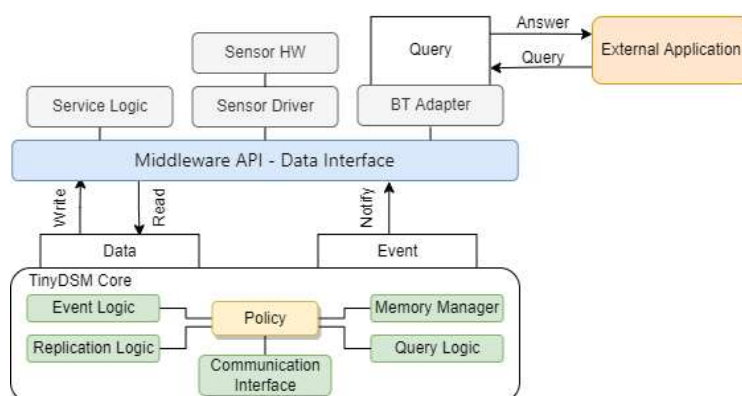 Sensor HW
Query
Answer
Query
External Application
Service Logic
Sensor Driver
BT Adapter
Middleware API - Data Interface
Write
Read
Notify
Data
Event
TinyDSM Core
Event Logic
Policy
Memory Manager
Replication Logic
Query Logic
Communication
Interface